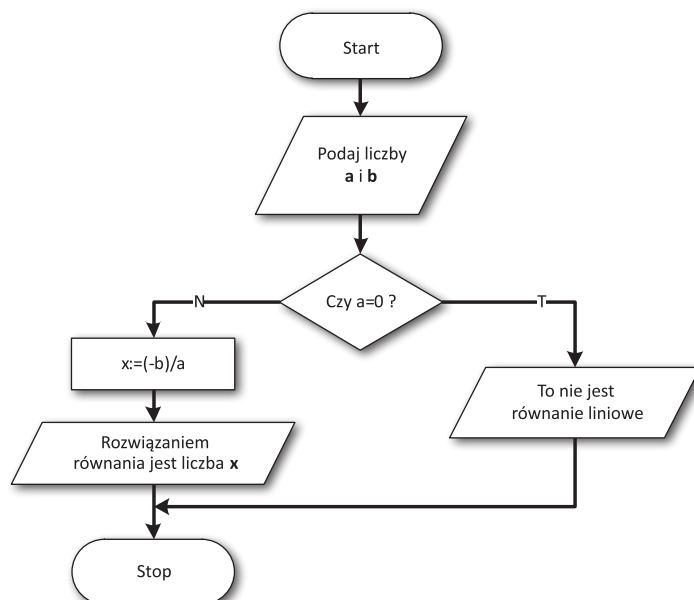 Start
Podaj liczby
a i b
Czy a=0 ?
N
T
x:=(-b)/a
To nie jest
równanie liniowe
Rozwiązaniem
równania jest liczba x
Stop